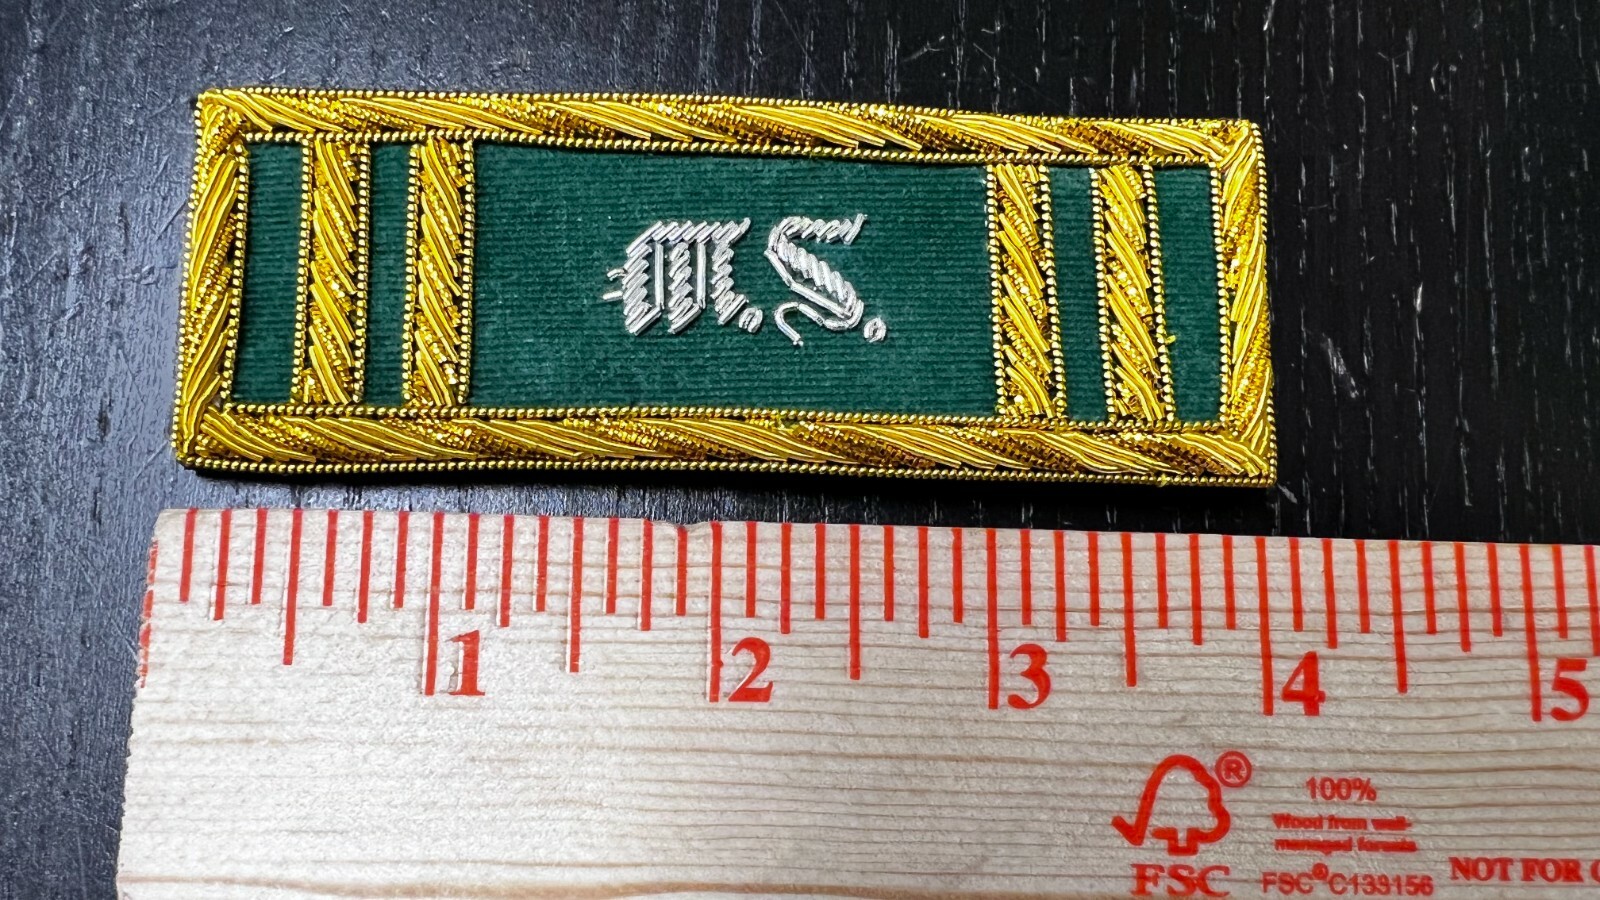 M.S.
1 2 3 4 5
®
100%
Wood from well-
managed forests
FSC
FSC® C133156
NOT FOR